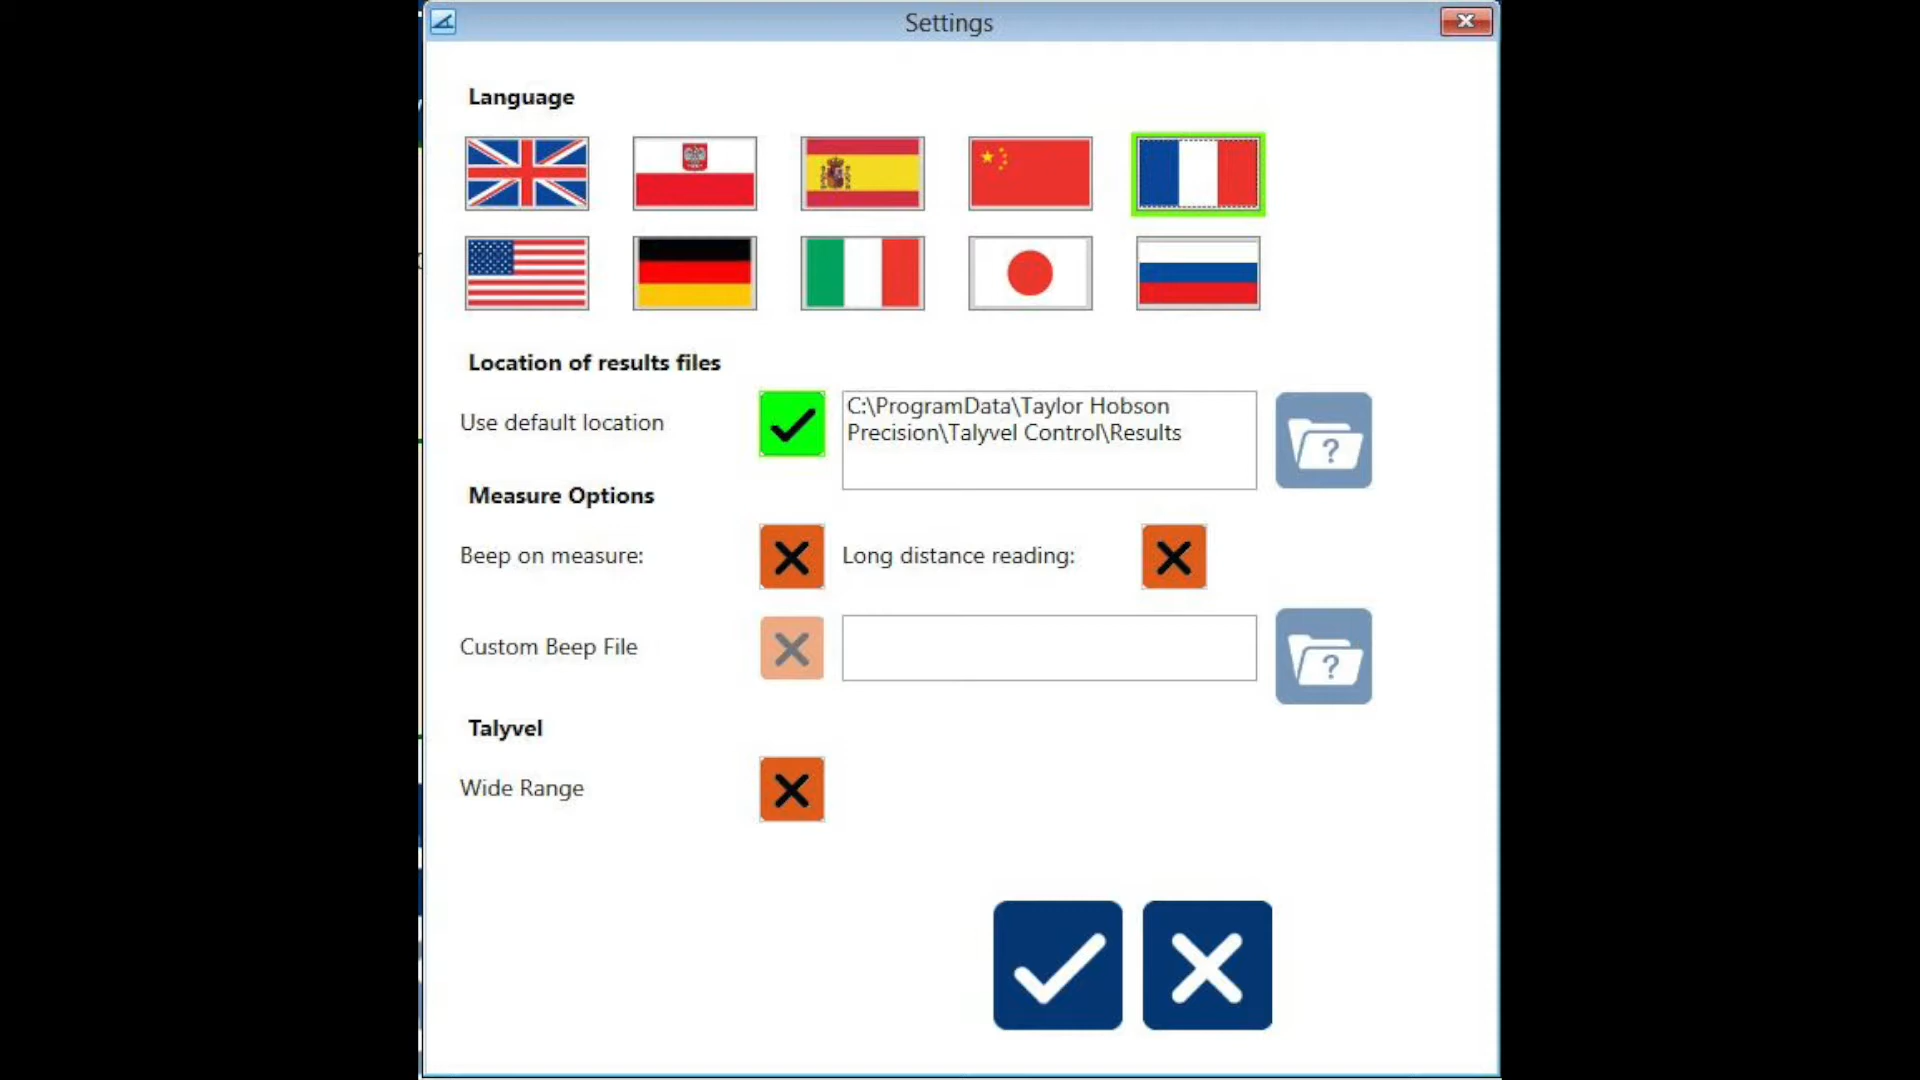 Settings
Language
Location of results files
Use default location
C:\ProgramData\Taylor Hobson
Precision\Talyvel Control\Results
Measure Options
Beep on measure:
Long distance reading:
Custom Beep File
Talyvel
Wide Range